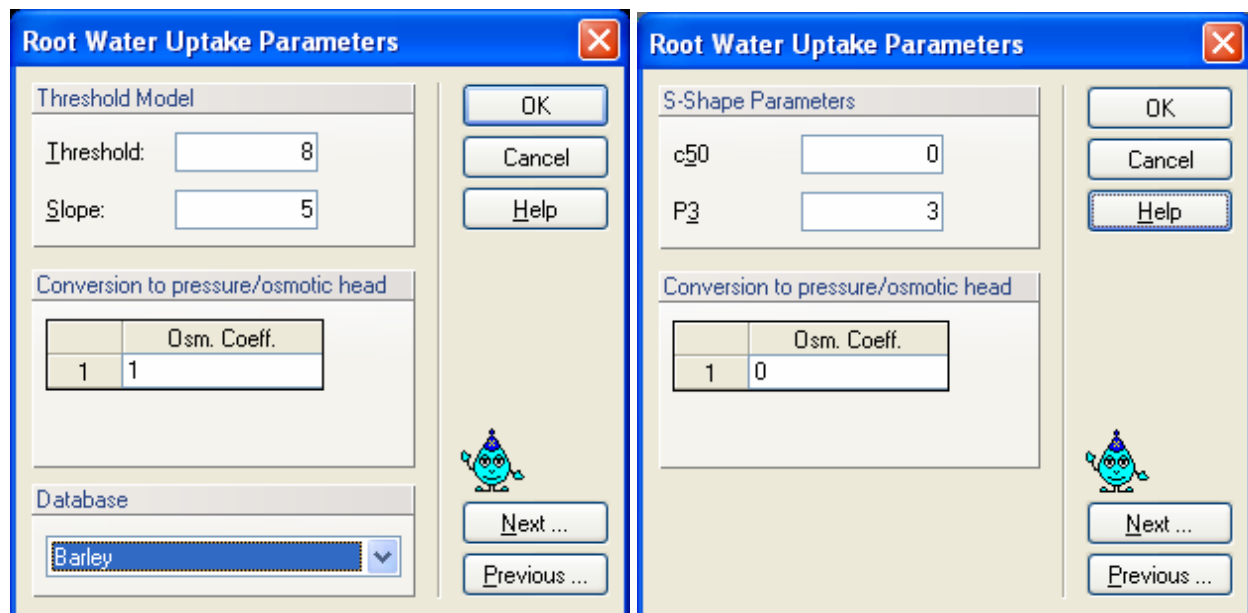 Root Water Uptake Parameters
Threshold Model
Threshold: 8
Slope: 5
Conversion to pressure/osmotic head
Osm. Coeff.
1 1
Database
Barley
OK
Cancel
Help
Next ...
Previous ...
Root Water Uptake Parameters
S-Shape Parameters
c50 0
P3 3
Conversion to pressure/osmotic head
Osm. Coeff.
1 0
OK
Cancel
Help
Next ...
Previous ...